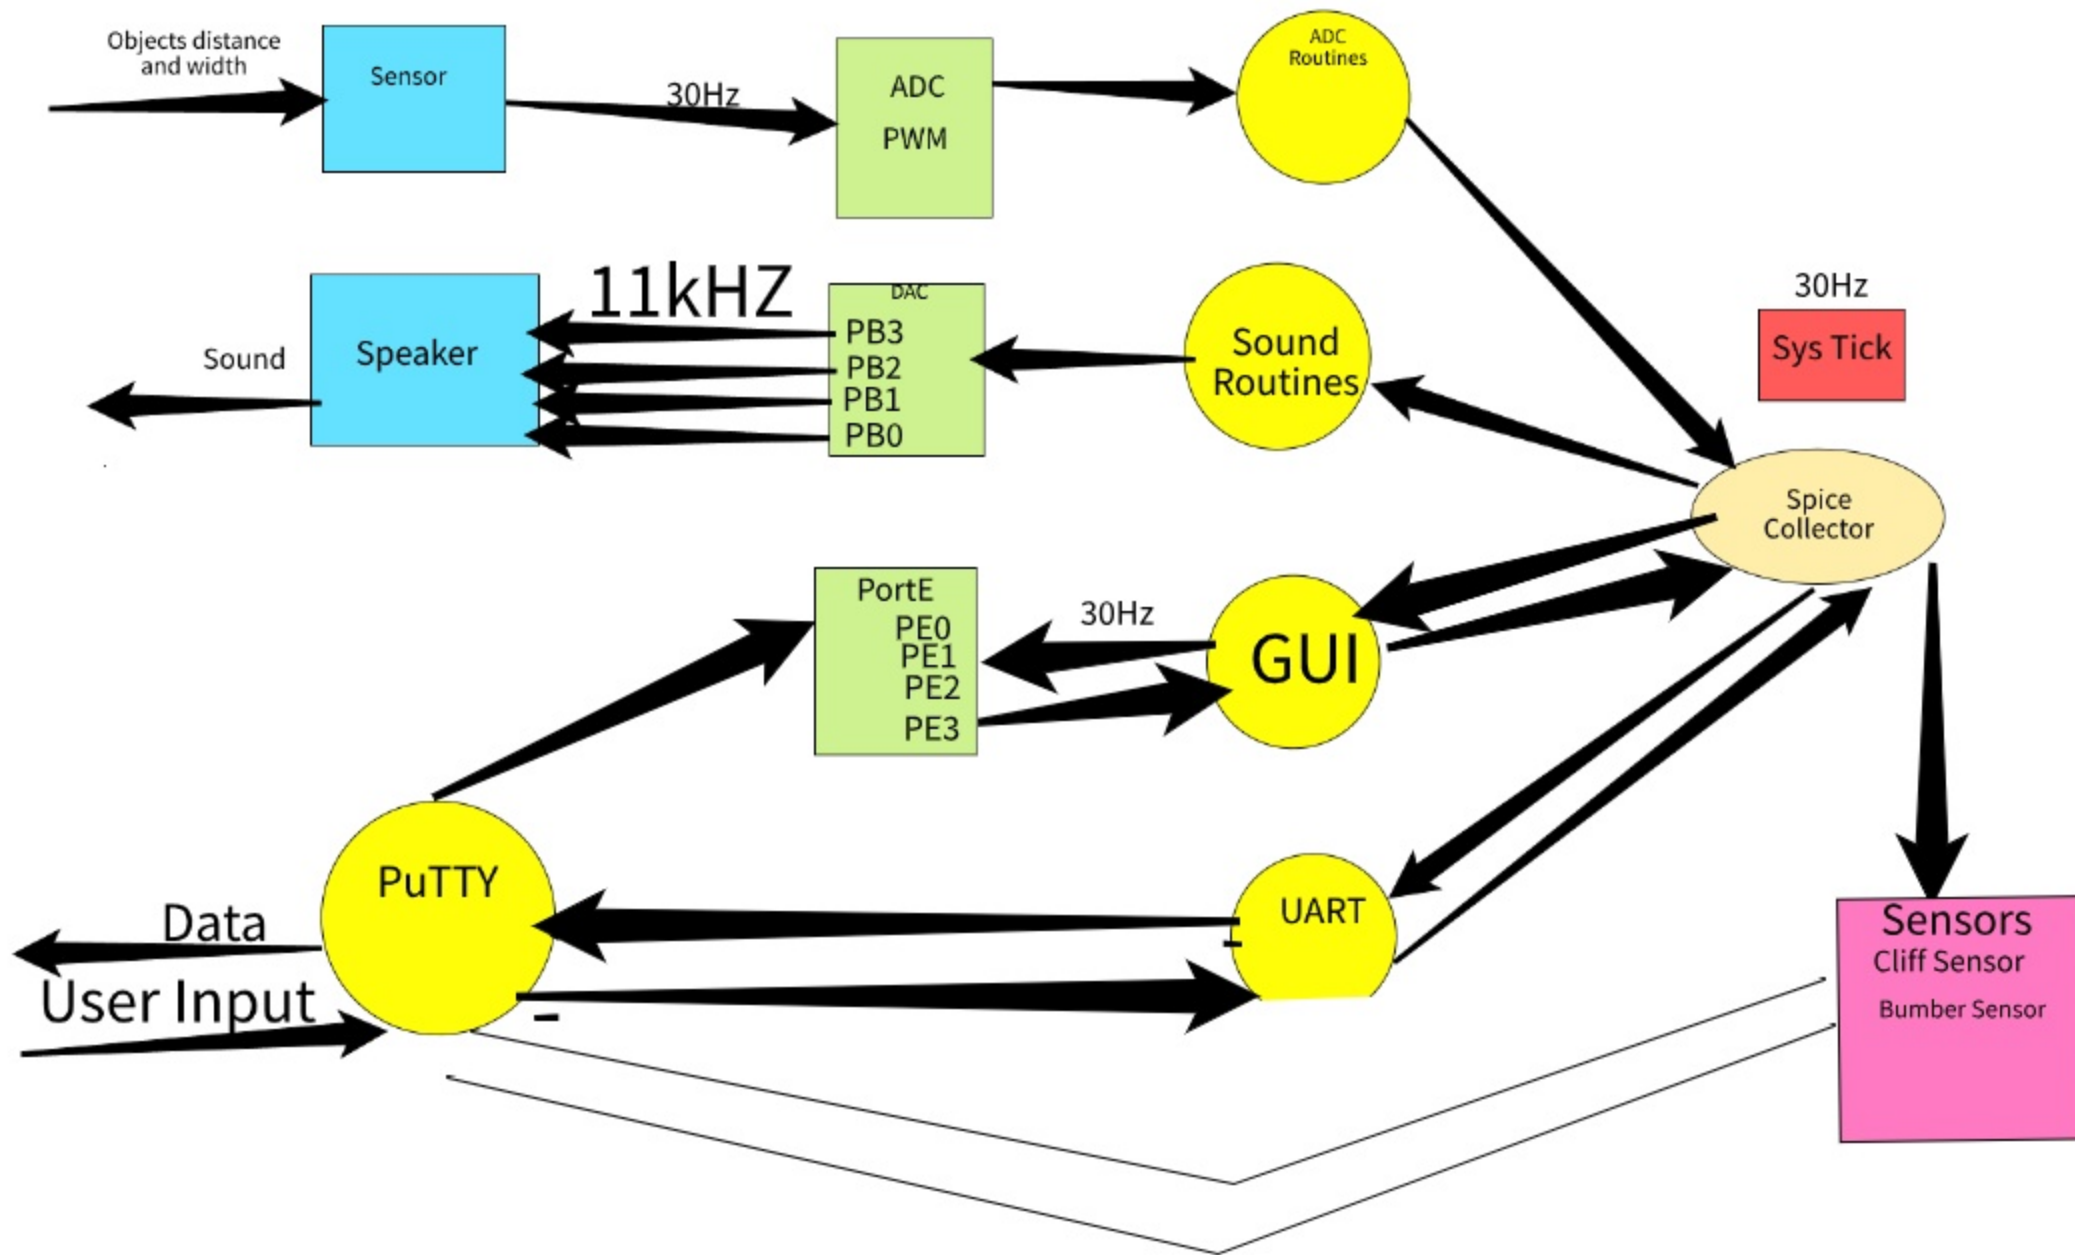 Objects distance
and width
Sensor
30Hz
ADC
PWM
ADC
Routines
11kHZ
DAC
PB3
PB2
PB1
PB0
Speaker
Sound
Sound
Routines
30Hz
Sys Tick
Spice
Collector
PortE
PE0
PE1
PE2
PE3
30Hz
GUI
PuTTY
Data
User Input
UART
Sensors
Cliff Sensor
Bumber Sensor